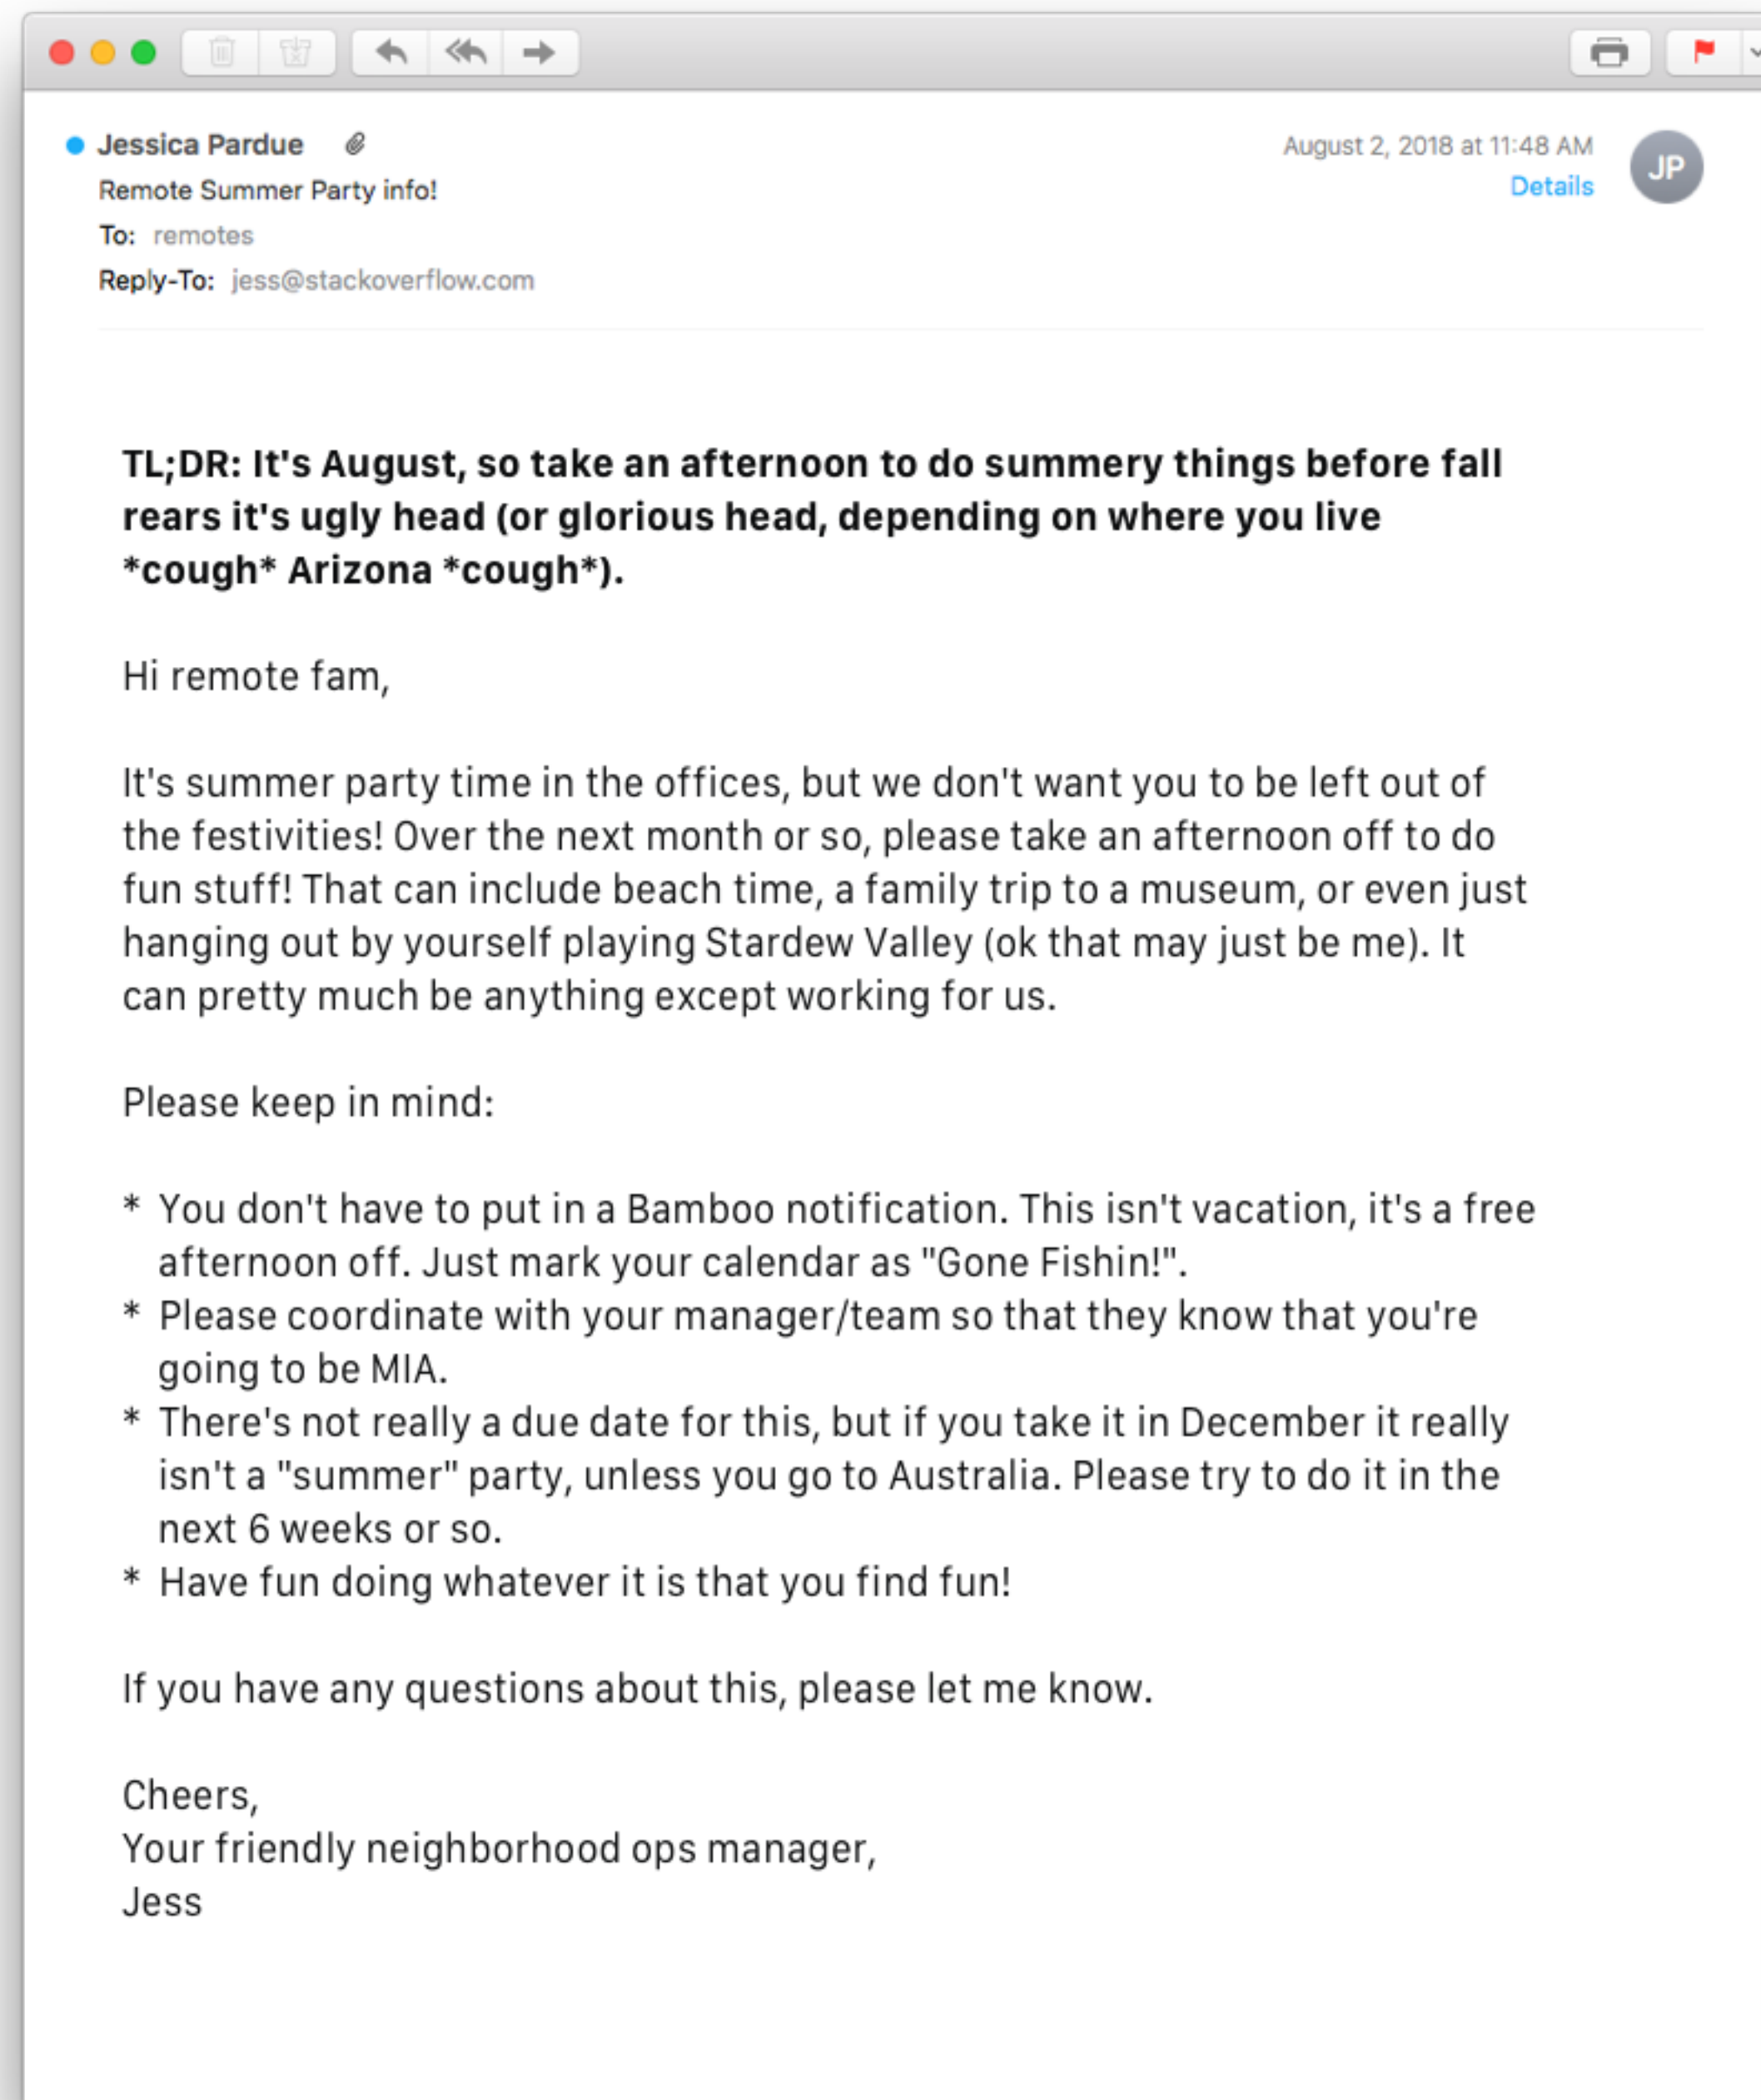 Jessica Pardue
August 2, 2018 at 11:48 AM
JP
Remote Summer Party info!
Details
To: remotes
Reply-To: jess@stackoverflow.com
TL;DR: It's August, so take an afternoon to do summery things before fall
rears it's ugly head (or glorious head, depending on where you live
*cough* Arizona *cough*).
Hi remote fam,
It's summer party time in the offices, but we don't want you to be left out of
the festivities! Over the next month or so, please take an afternoon off to do
fun stuff! That can include beach time, a family trip to a museum, or even just
hanging out by yourself playing Stardew Valley (ok that may just be me). It
can pretty much be anything except working for us.
Please keep in mind:
* You don't have to put in a Bamboo notification. This isn't vacation, it's a free
afternoon off. Just mark your calendar as "Gone Fishin!".
* Please coordinate with your manager/team so that they know that you're
going to be MIA.
* There's not really a due date for this, but if you take it in December it really
isn't a "summer" party, unless you go to Australia. Please try to do it in the
next 6 weeks or so.
* Have fun doing whatever it is that you find fun!
If you have any questions about this, please let me know.
Cheers,
Your friendly neighborhood ops manager,
Jess